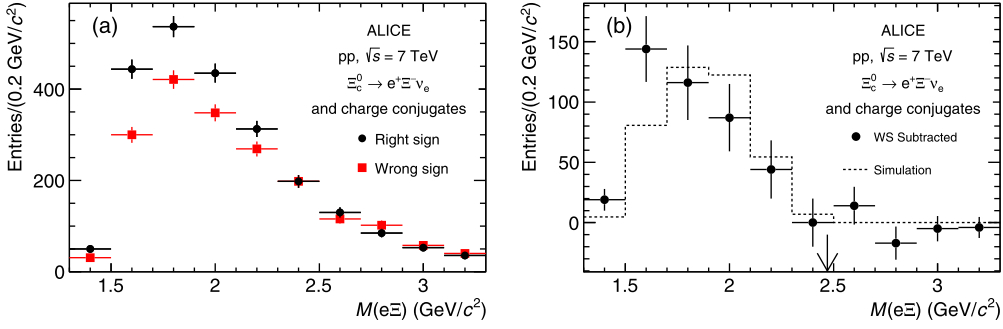 Entries/(0.2 GeV/c²)
(a)
ALICE
pp, √s = 7 TeV
Ξ⁰c → e⁺Ξ⁻νe
and charge conjugates
Right sign
Wrong sign
400
200
0
1.5
2
2.5
3
M(eΞ) (GeV/c²)
Entries/(0.2 GeV/c²)
(b)
ALICE
pp, √s = 7 TeV
Ξ⁰c → e⁺Ξ⁻νe
and charge conjugates
WS Subtracted
Simulation
150
100
50
0
1.5
2
2.5
3
M(eΞ) (GeV/c²)